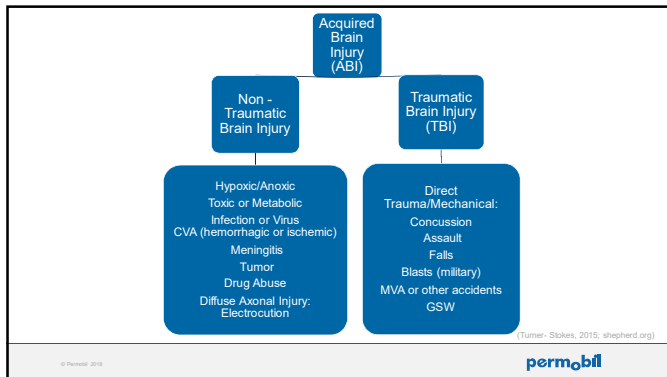 Acquired
Brain
Injury
(ABI)
Non -
Traumatic
Brain Injury
Traumatic
Brain Injury
(TBI)
Hypoxic/Anoxic
Toxic or Metabolic
Infection or Virus
CVA (hemorrhagic or ischemic)
Meningitis
Tumor
Drug Abuse
Diffuse Axonal Injury:
Electrocution
Direct
Trauma/Mechanical:
Concussion
Assault
Falls
Blasts (military)
MVA or other accidents
GSW
(Turner- Stokes, 2015; shepherd.org)
© Permobil
permobil